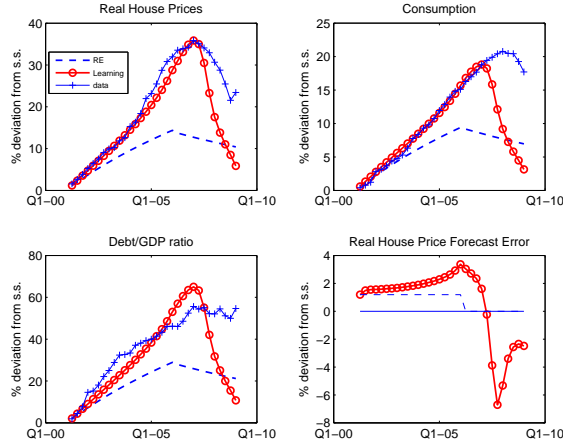 Real House Prices
% deviation from s.s.
40
30
20
10
0
Q1−00
Q1−05
Q1−10
RE
Learning
data
Consumption
% deviation from s.s.
25
20
15
10
5
0
Q1−00
Q1−05
Q1−10
Debt/GDP ratio
% deviation from s.s.
80
60
40
20
0
Q1−00
Q1−05
Q1−10
Real House Price Forecast Error
% deviation from s.s.
4
2
0
−2
−4
−6
−8
Q1−00
Q1−05
Q1−10